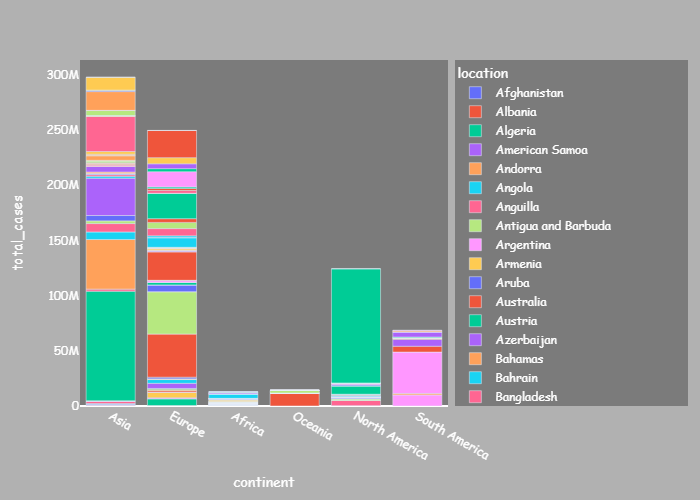 300M
250M
200M
150M
100M
50M
0
total_cases
Asia
Europe
Africa
Oceania
North America
South America
continent
location
Afghanistan
Albania
Algeria
American Samoa
Andorra
Angola
Anguilla
Antigua and Barbuda
Argentina
Armenia
Aruba
Australia
Austria
Azerbaijan
Bahamas
Bahrain
Bangladesh